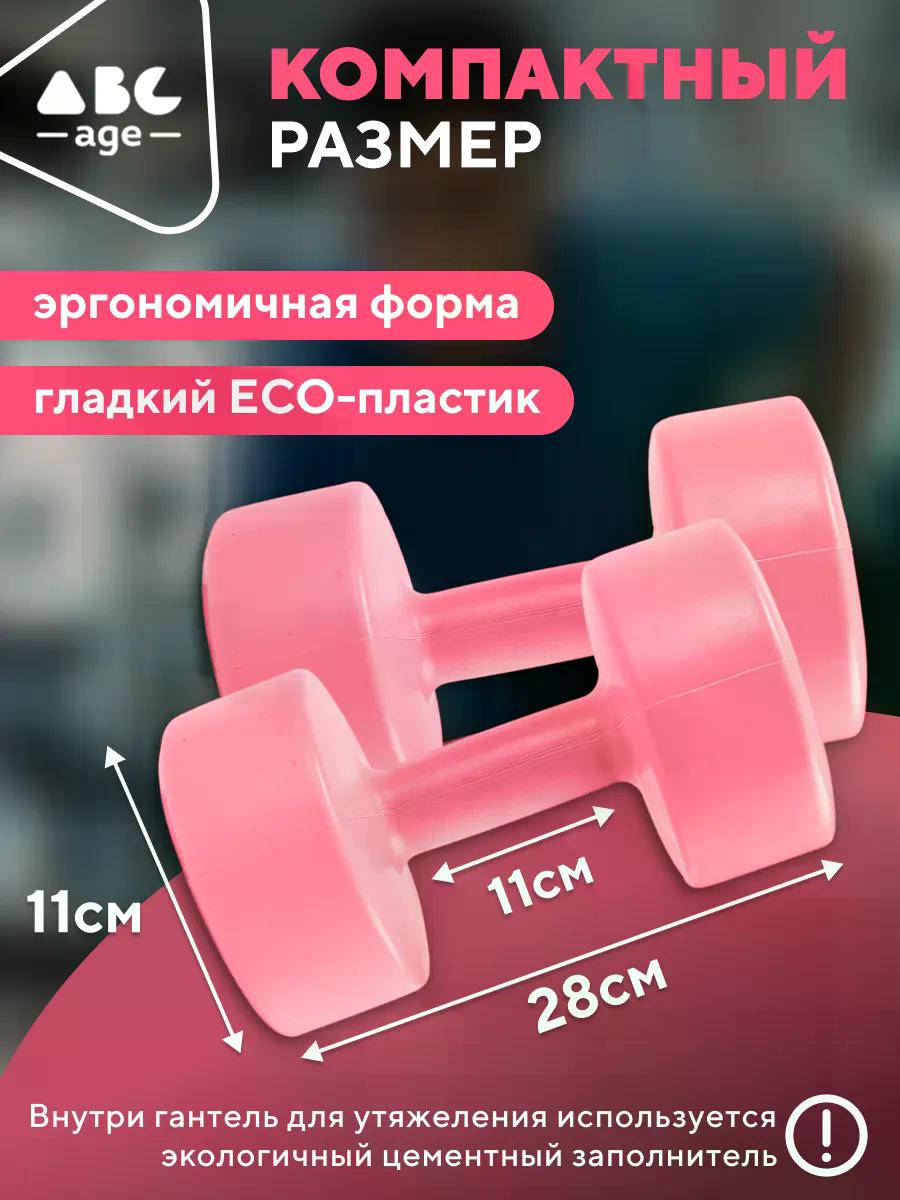 ABC
age
КОМПАКТНЫЙ
РАЗМЕР
эргономичная форма
гладкий ECO-пластик
11см
11см
28см
Внутри гантель для утяжеления используется
экологичный цементный заполнитель